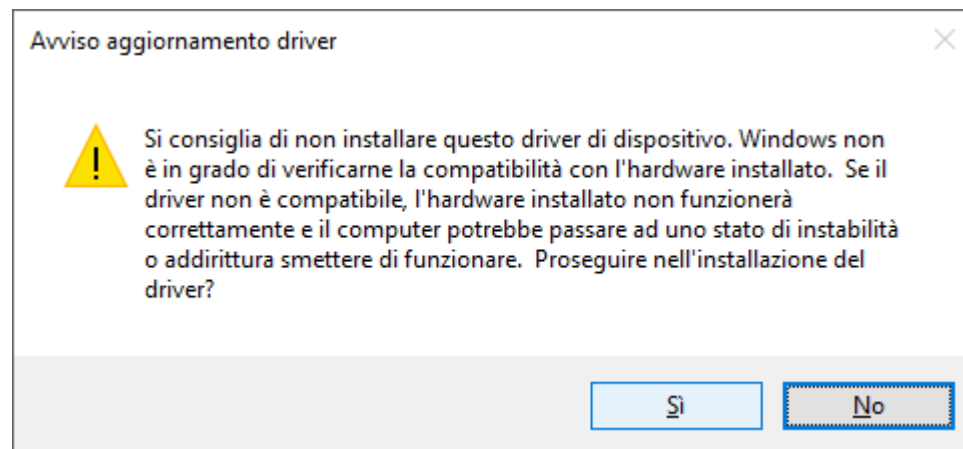 Avviso aggiornamento driver
Si consiglia di non installare questo driver di dispositivo. Windows non
è in grado di verificarne la compatibilità con l'hardware installato.  Se il
driver non è compatibile, l'hardware installato non funzionerà
correttamente e il computer potrebbe passare ad uno stato di instabilità
o addirittura smettere di funzionare.  Proseguire nell'installazione del
driver?
Sì
No